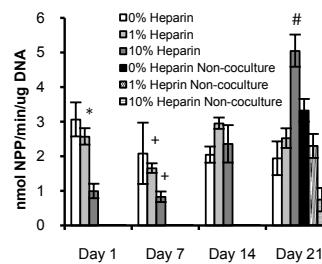 0% Heparin
1% Heparin
10% Heparin
0% Heparin Non-coculture
1% Heprin Non-coculture
10% Heparin Non-coculture
nmol NPP/min/ug DNA
6
5
4
3
2
1
0
*
+
+
#
Day 1 Day 7 Day 14 Day 21